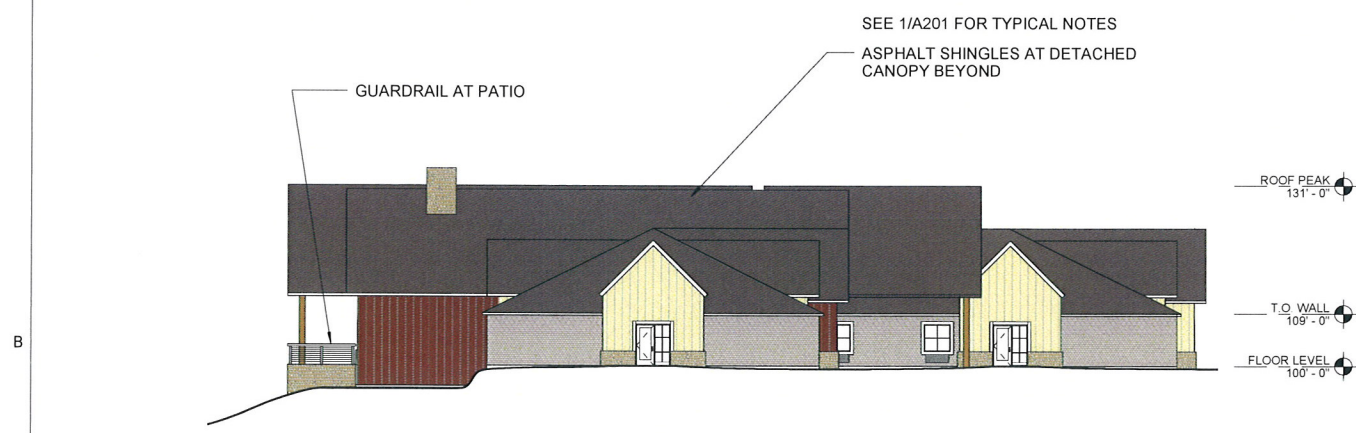 SEE 1/A201 FOR TYPICAL NOTES
ASPHALT SHINGLES AT DETACHED
CANOPY BEYOND
GUARDRAIL AT PATIO
ROOF PEAK
131' - 0"
T.O. WALL
109' - 0"
B
FLOOR LEVEL
100' - 0"